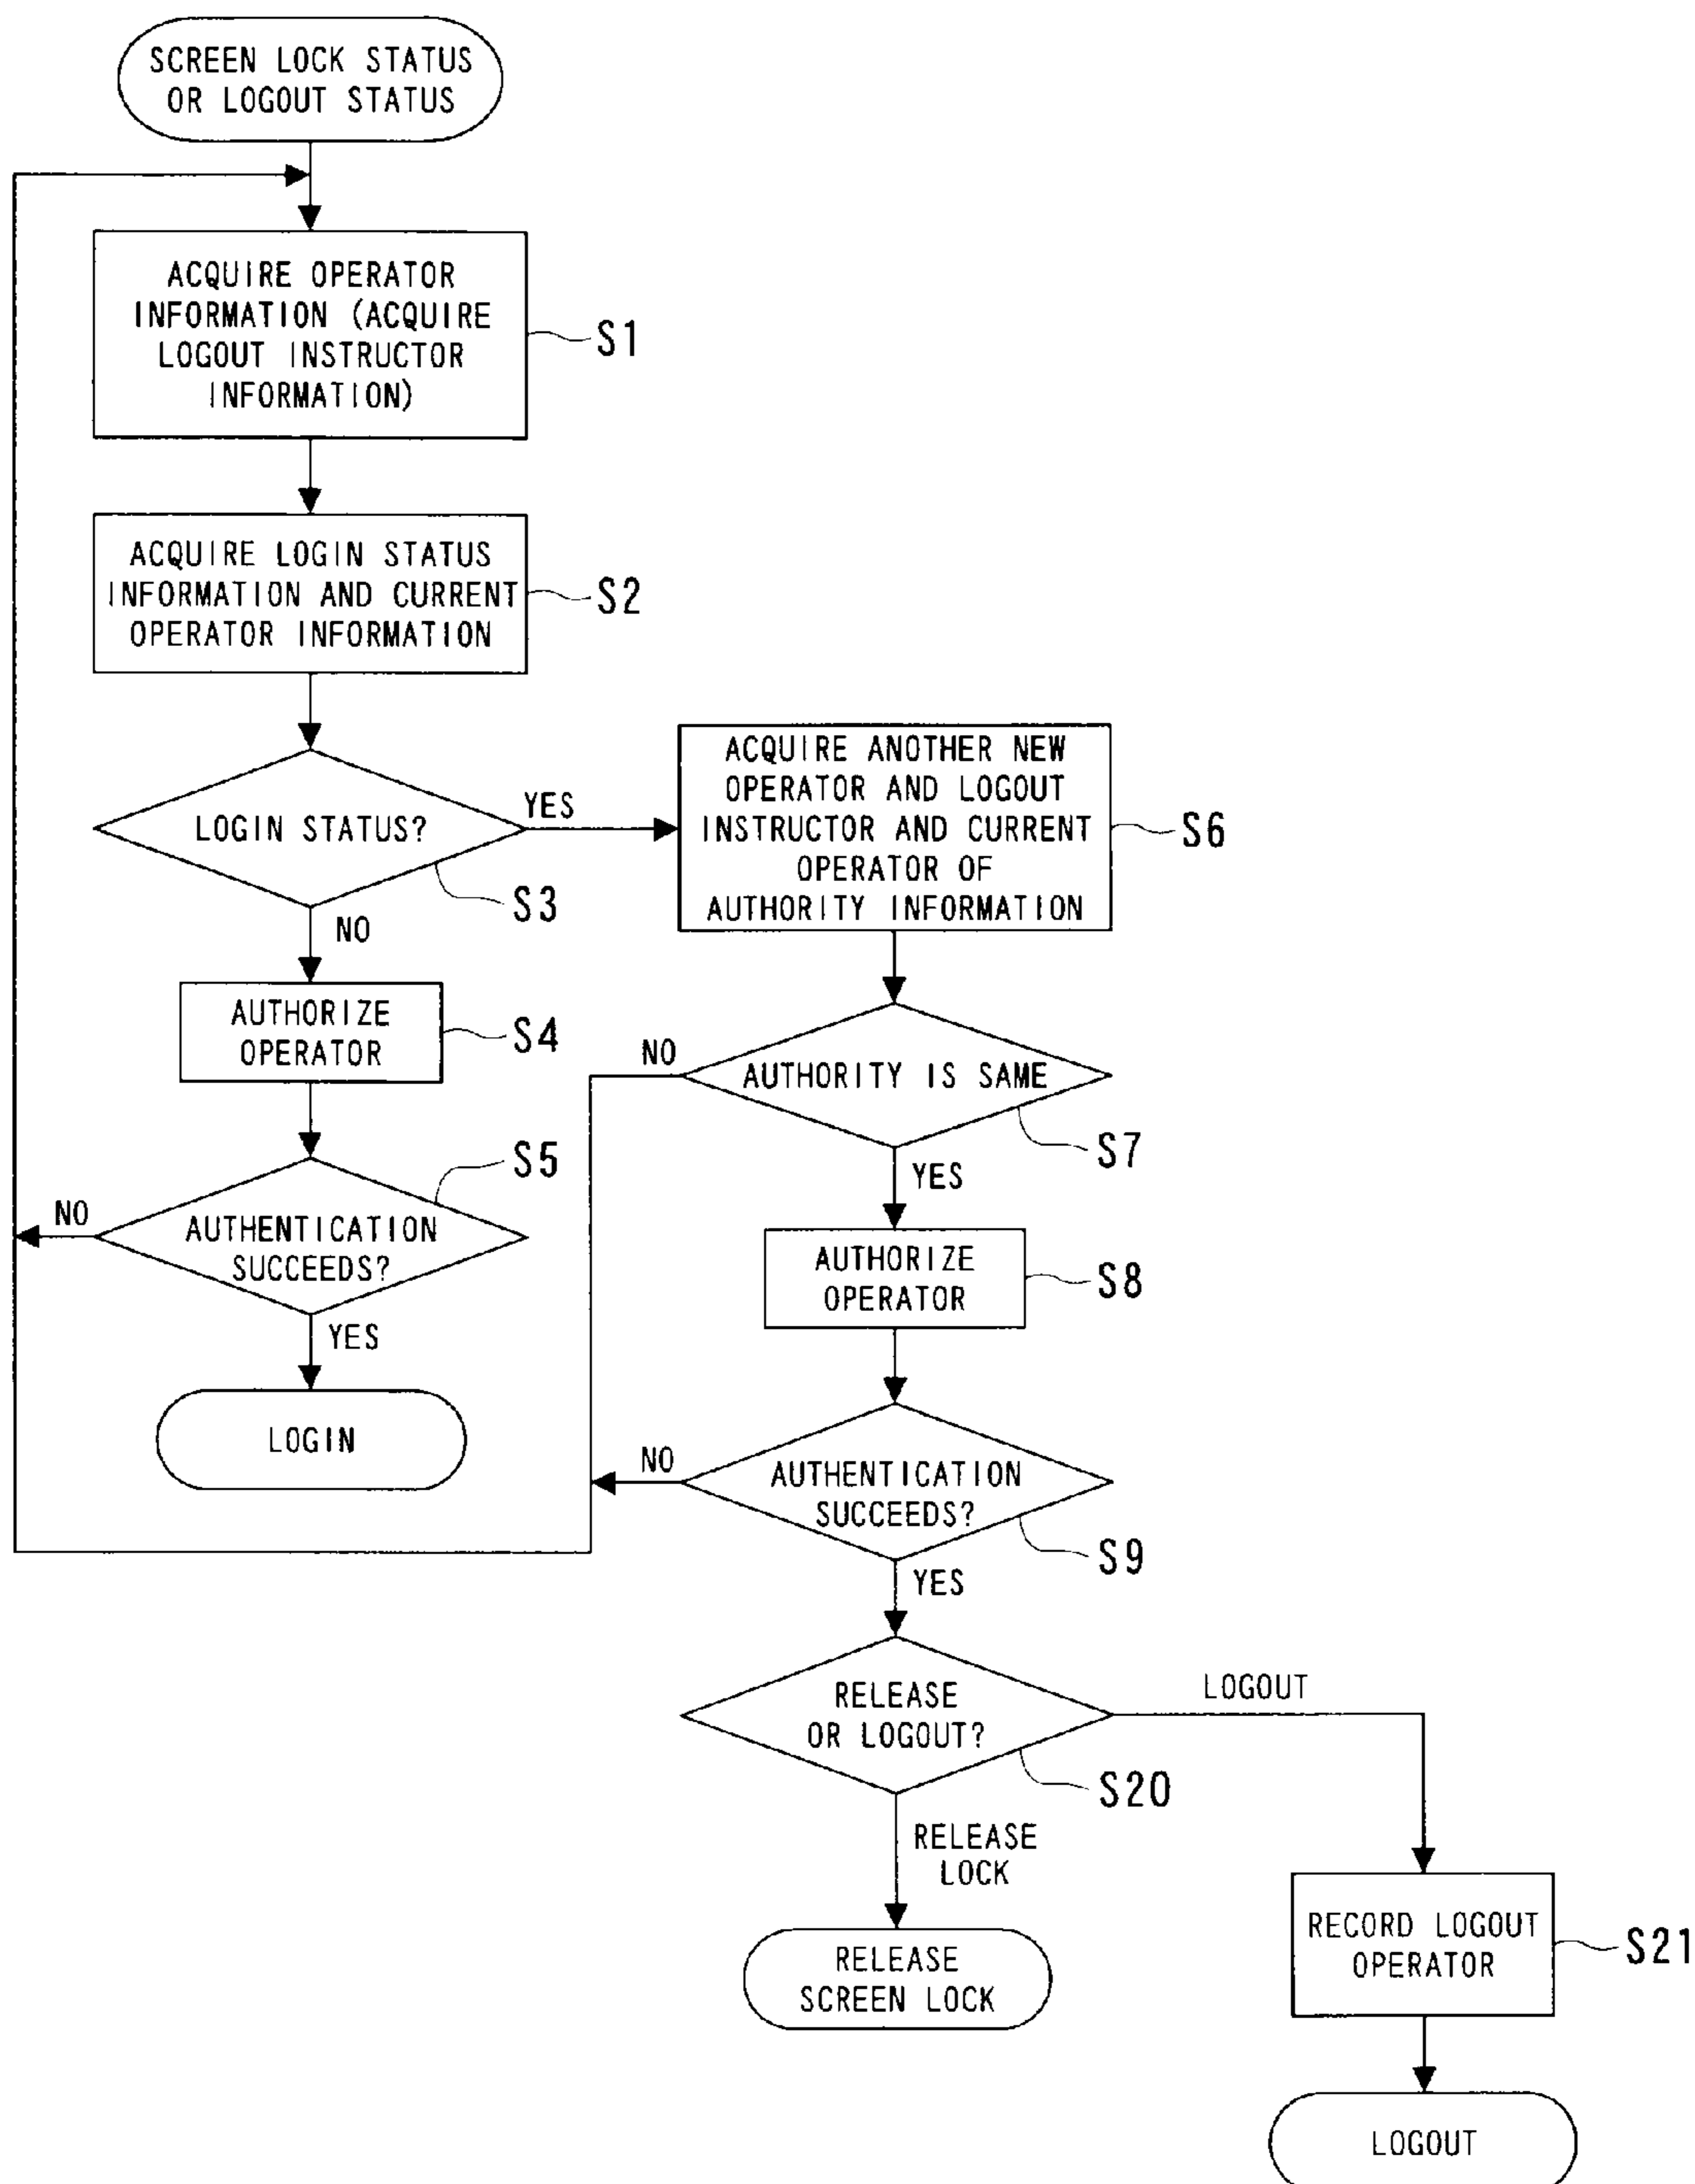 SCREEN LOCK STATUS
OR LOGOUT STATUS
ACQUIRE OPERATOR
INFORMATION (ACQUIRE
LOGOUT INSTRUCTOR
INFORMATION)
S1
ACQUIRE LOGIN STATUS
INFORMATION AND CURRENT
OPERATOR INFORMATION
S2
LOGIN STATUS?
YES
S3
NO
ACQUIRE ANOTHER NEW
OPERATOR AND LOGOUT
INSTRUCTOR AND CURRENT
OPERATOR OF
AUTHORITY INFORMATION
S6
AUTHORIZE
OPERATOR
S4
NO
AUTHORITY IS SAME
S7
YES
S5
NO
AUTHENTICATION
SUCCEEDS?
YES
LOGIN
AUTHORIZE
OPERATOR
S8
NO
AUTHENTICATION
SUCCEEDS?
S9
YES
RELEASE
OR LOGOUT?
LOGOUT
S20
RELEASE
LOCK
RELEASE
SCREEN LOCK
RECORD LOGOUT
OPERATOR
S21
LOGOUT